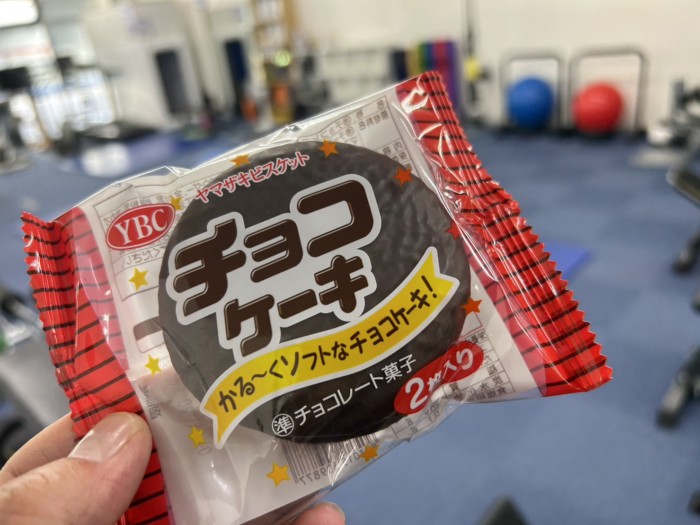 ヤマザキビスケット
YBC
チョコ
ケーキ
かる〜くソフトなチョコケーキ!
準チョコレート菓子
2枚入り